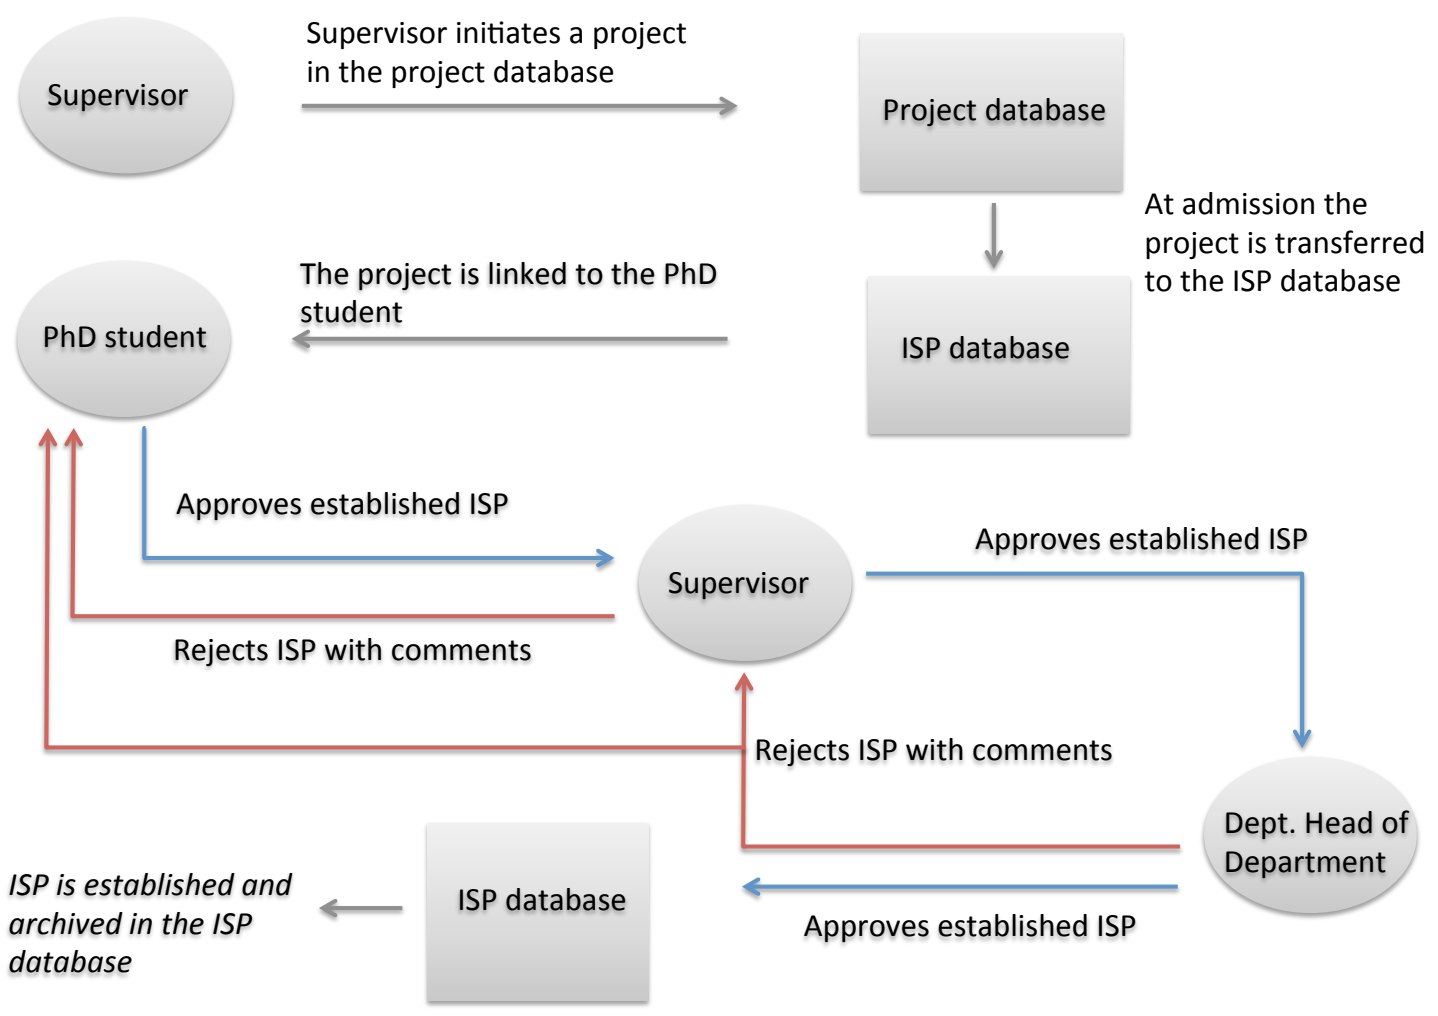 Supervisor
Supervisor initiates a project
in the project database
Project database
At admission the
project is transferred
to the ISP database
The project is linked to the PhD
student
PhD student
ISP database
Approves established ISP
Supervisor
Approves established ISP
Rejects ISP with comments
Rejects ISP with comments
Dept. Head of
Department
ISP is established and
archived in the ISP
database
ISP database
Approves established ISP